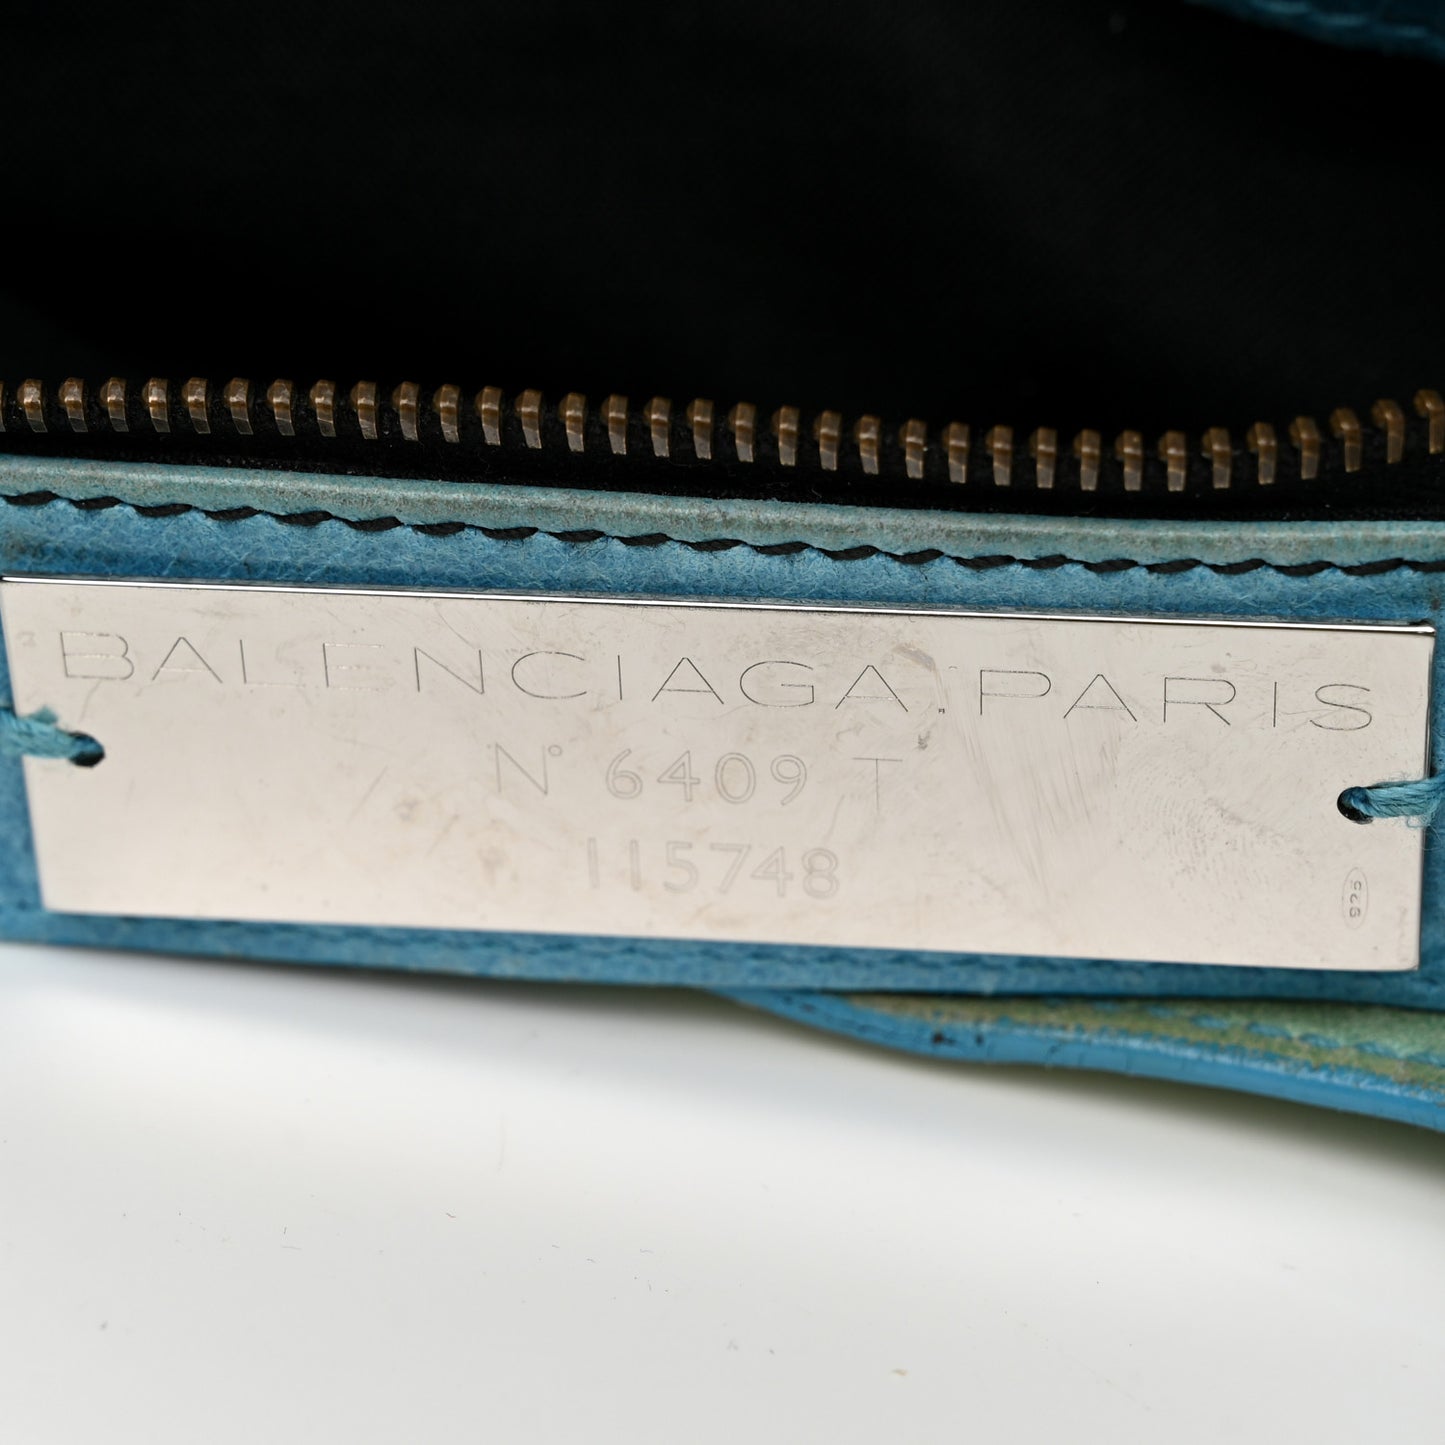 BALENCIAGA.PARIS
N° 6409 T
115748
925